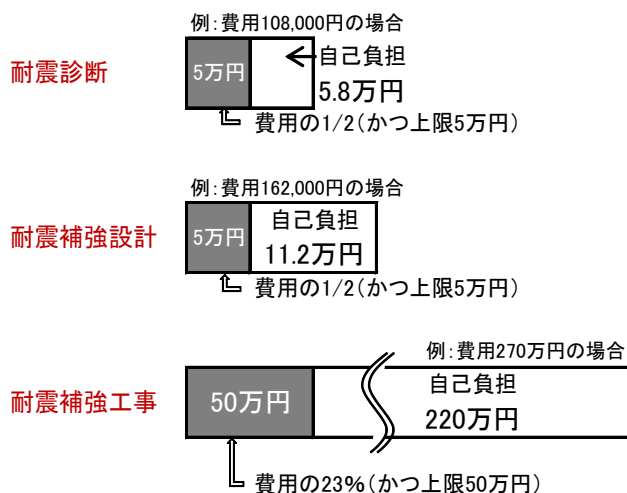 例:費用108,000円の場合
耐震診断
5万円
自己負担
5.8万円
費用の1/2(かつ上限5万円)
例:費用162,000円の場合
耐震補強設計
5万円
自己負担
11.2万円
費用の1/2(かつ上限5万円)
例:費用270万円の場合
耐震補強工事
50万円
自己負担
220万円
費用の23%(かつ上限50万円)